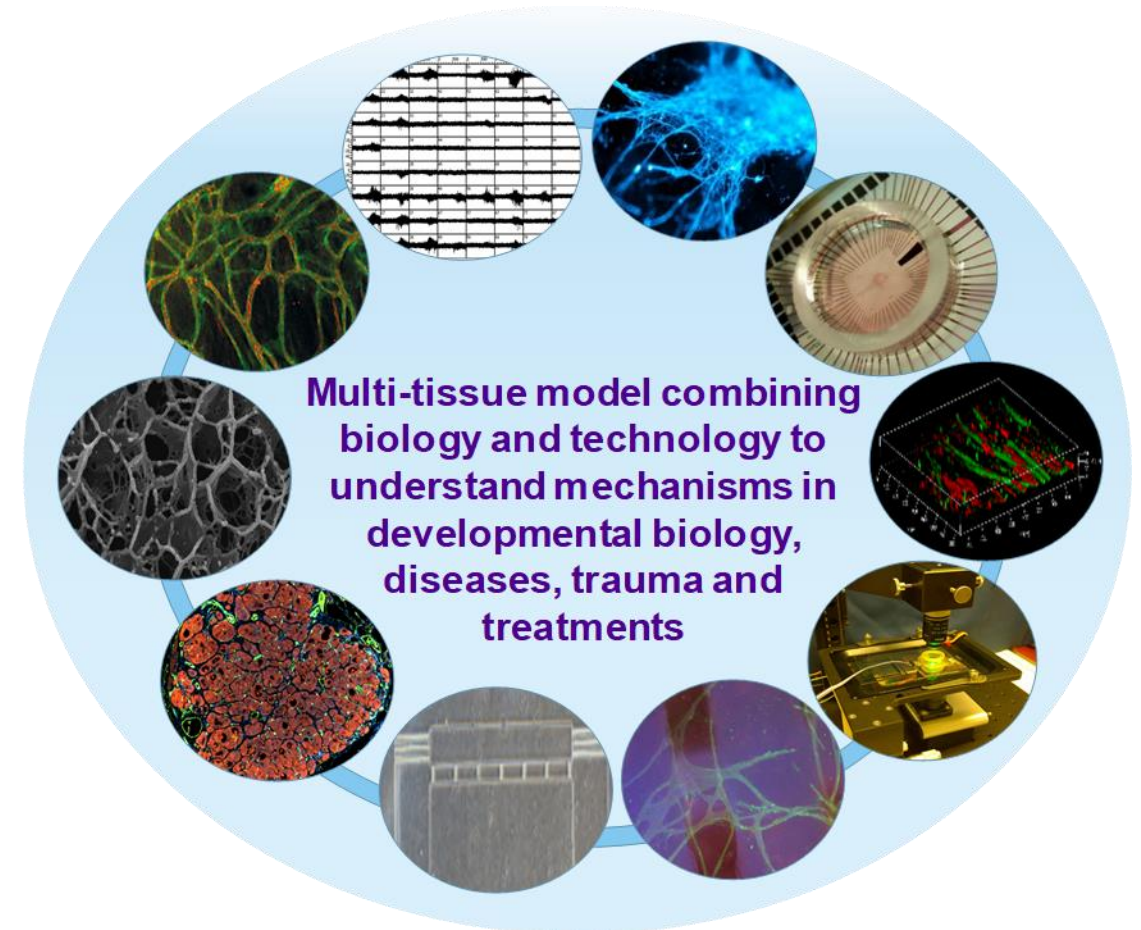 Multi-tissue model combining
biology and technology to
understand mechanisms in
developmental biology,
diseases, trauma and
treatments